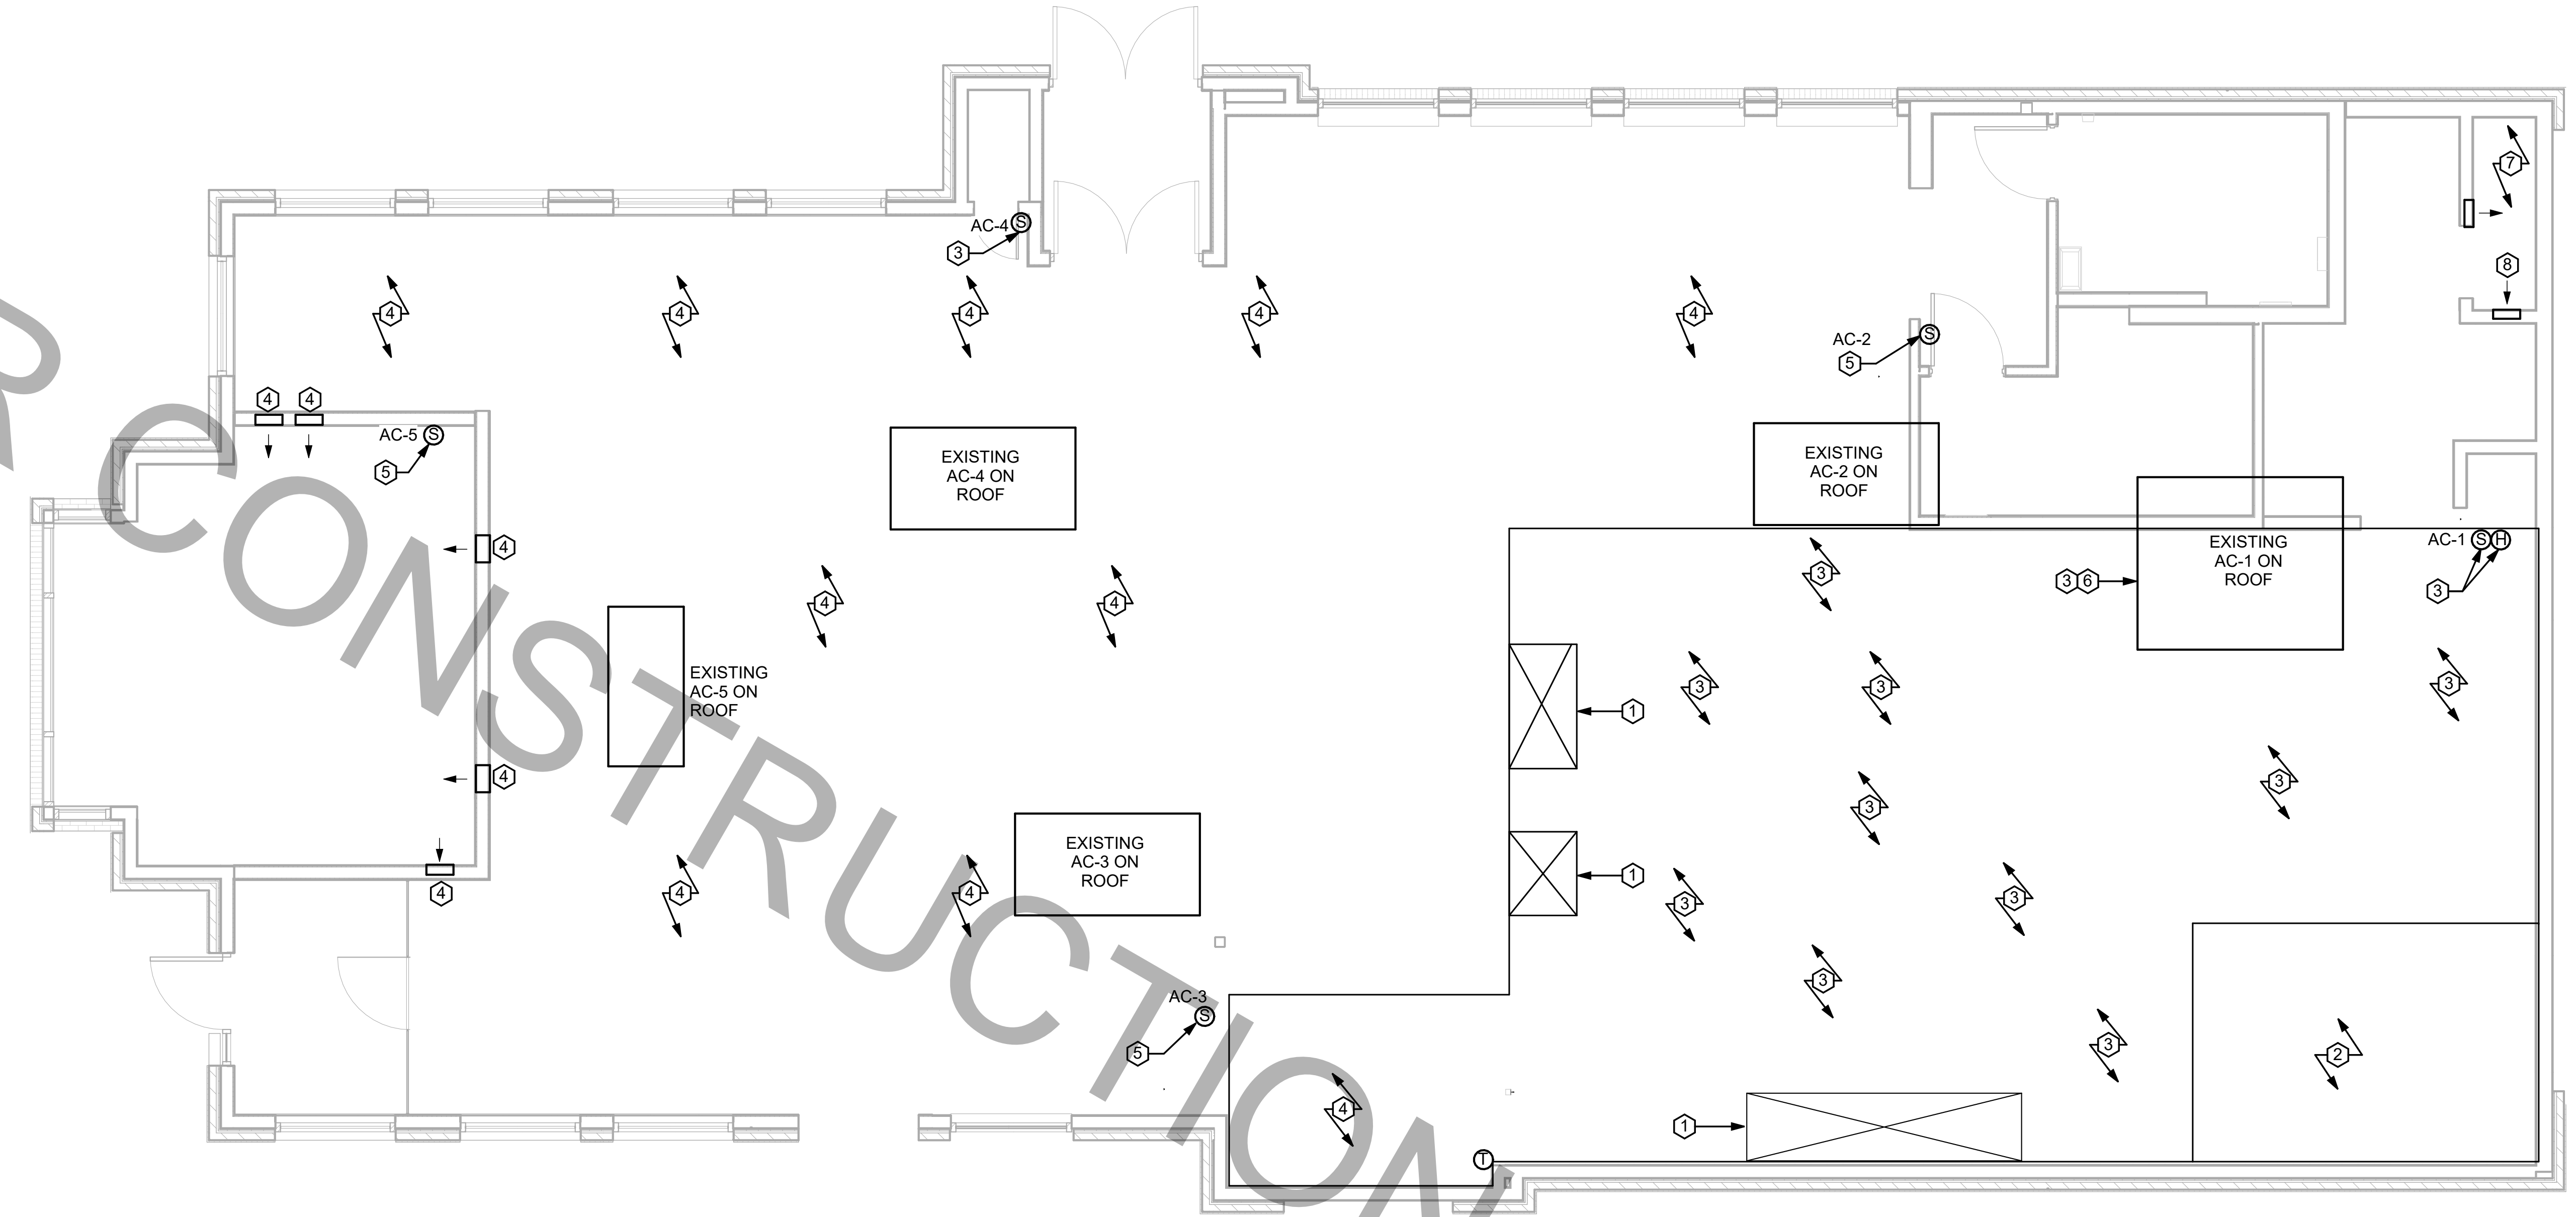 7
AC-4 S
3
8
4
4
4
4
4
AC-2 S
5
4
4
AC-5 S
5
EXISTING
AC-4 ON
ROOF
EXISTING
AC-2 ON
ROOF
EXISTING
AC-1 ON
ROOF
AC-1 S H
3
3 6
4
3
4
4
3
3
3
EXISTING
AC-5 ON
ROOF
1
4
3
3
EXISTING
AC-3 ON
ROOF
1
4
4
4
3
3
3
AC-3
S
5
3
2
4
1
T
R CONSTRUCTION